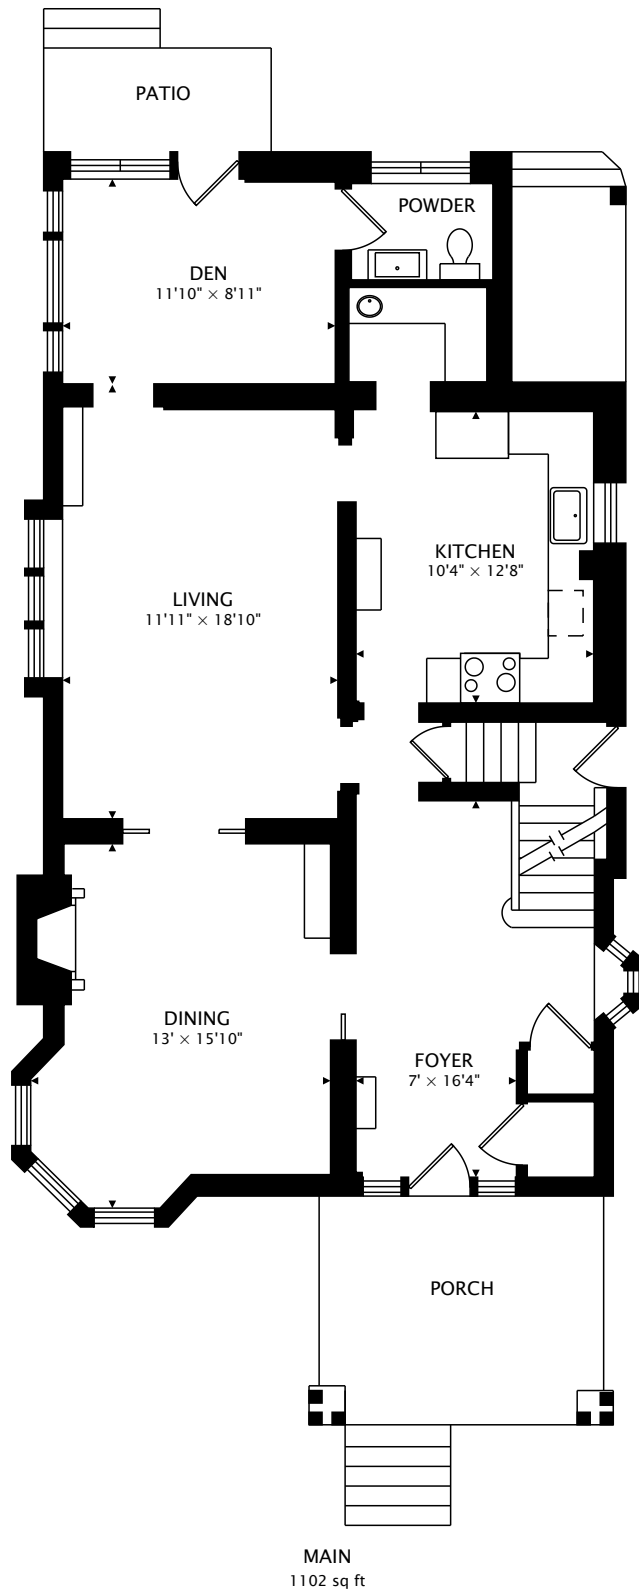 PATIO
POWDER
DEN
11'10" × 8'11"
KITCHEN
10'4" × 12'8"
LIVING
11'11" × 18'10"
DINING
13' × 15'10"
FOYER
7' × 16'4"
PORCH
MAIN
1102 sq ft